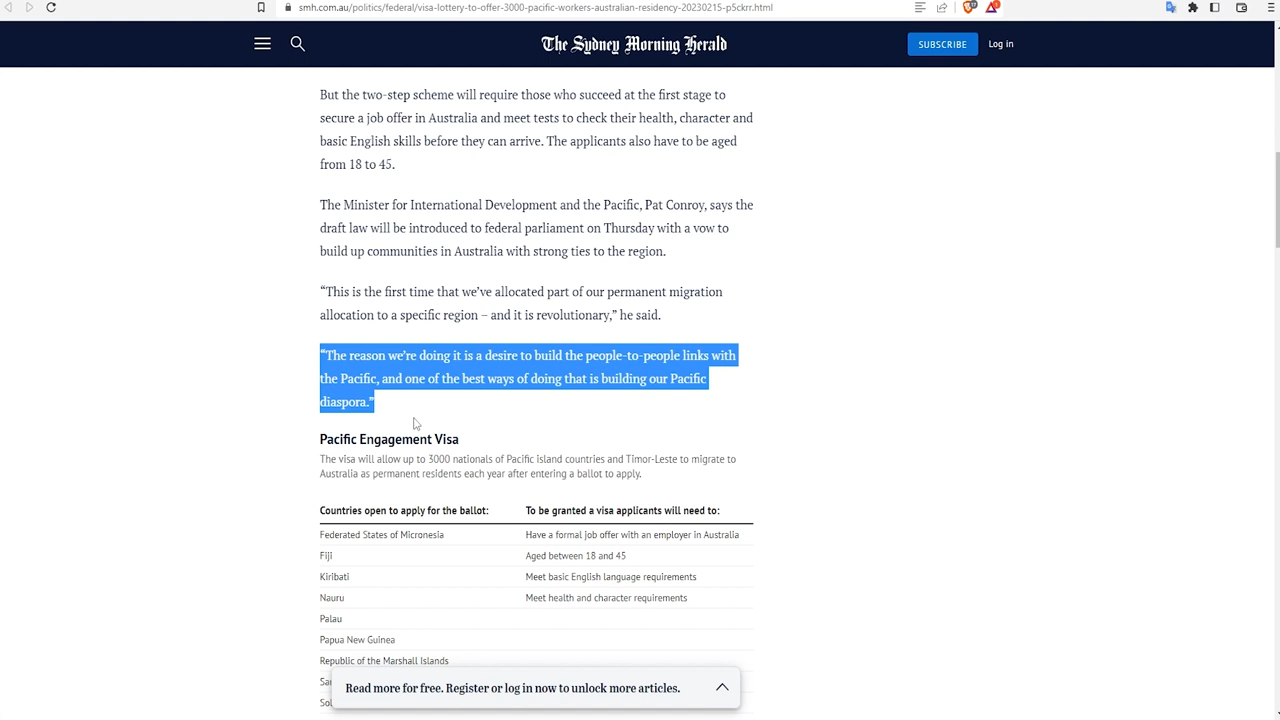 smh.com.au/politics/federal/visa-lottery-to-offer-3000-pacific-workers-australian-residency-20230215-p5ckrr.html
The Sydney Morning Herald
SUBSCRIBE
Log in
But the two-step scheme will require those who succeed at the first stage to
secure a job offer in Australia and meet tests to check their health, character and
basic English skills before they can arrive. The applicants also have to be aged
from 18 to 45.
The Minister for International Development and the Pacific, Pat Conroy, says the
draft law will be introduced to federal parliament on Thursday with a vow to
build up communities in Australia with strong ties to the region.
“This is the first time that we’ve allocated part of our permanent migration
allocation to a specific region – and it is revolutionary,” he said.
“The reason we’re doing it is a desire to build the people-to-people links with
the Pacific, and one of the best ways of doing that is building our Pacific
diaspora.”
Pacific Engagement Visa
The visa will allow up to 3000 nationals of Pacific island countries and Timor-Leste to migrate to
Australia as permanent residents each year after entering a ballot to apply.
Countries open to apply for the ballot: To be granted a visa applicants will need to:
Federated States of Micronesia Have a formal job offer with an employer in Australia
Fiji Aged between 18 and 45
Kiribati Meet basic English language requirements
Nauru Meet health and character requirements
Palau
Papua New Guinea
Republic of the Marshall Islands
Read more for free. Register or log in now to unlock more articles.